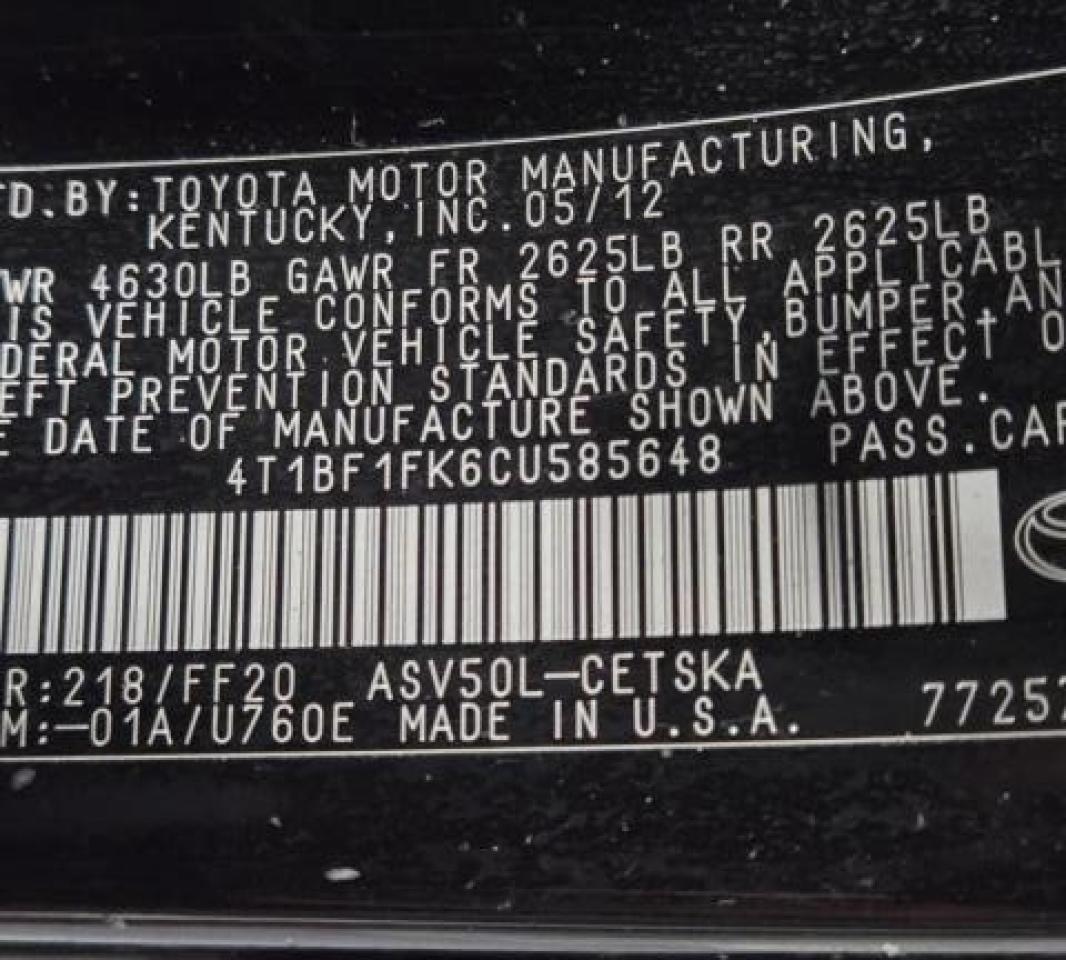 TD.BY:TOYOTA MOTOR MANUFACTURING,
KENTUCKY,INC.05/12
WR 4630LB GAWR FR 2625LB RR 2625LB
IS VEHICLE CONFORMS TO ALL APPLICABL
DERAL MOTOR VEHICLE SAFETY,BUMPER,AN
EFT PREVENTION STANDARDS IN EFFECT O
E DATE OF MANUFACTURE SHOWN ABOVE.
4T1BF1FK6CU585648 PASS.CAR
R:218/FF20 ASV50L-CETSKA
M:-01A/U760E MADE IN U.S.A. 77252